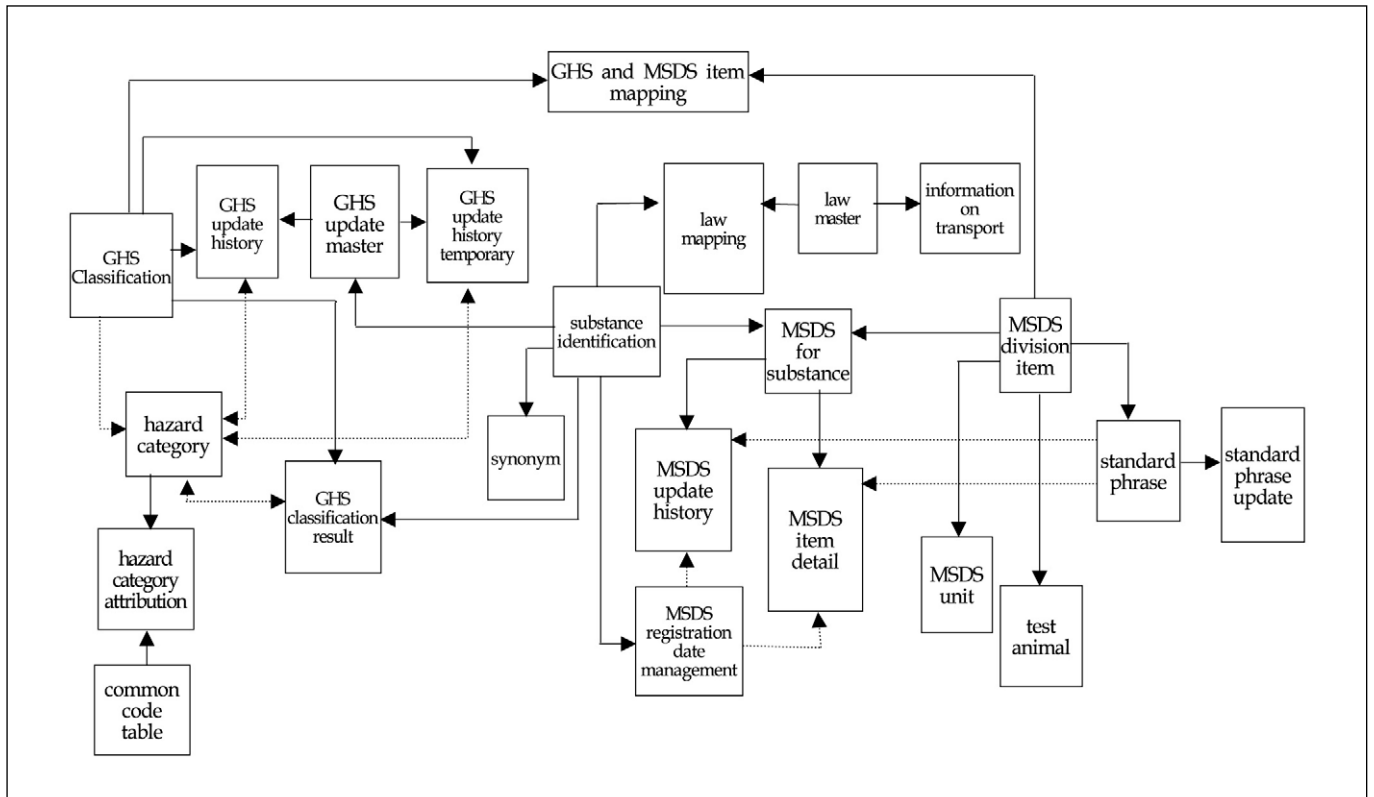 GHS and MSDS item
mapping
GHS
Classification
GHS
update
history
GHS
update
master
GHS
update
history
temporary
law
mapping
law
master
information
on
transport
substance
identification
MSDS
for
substance
MSDS
division
item
hazard
category
synonym
GHS
classification
result
MSDS
update
history
MSDS
item
detail
standard
phrase
standard
phrase
update
hazard
category
attribution
MSDS
registration
date
management
MSDS
unit
test
animal
common
code
table